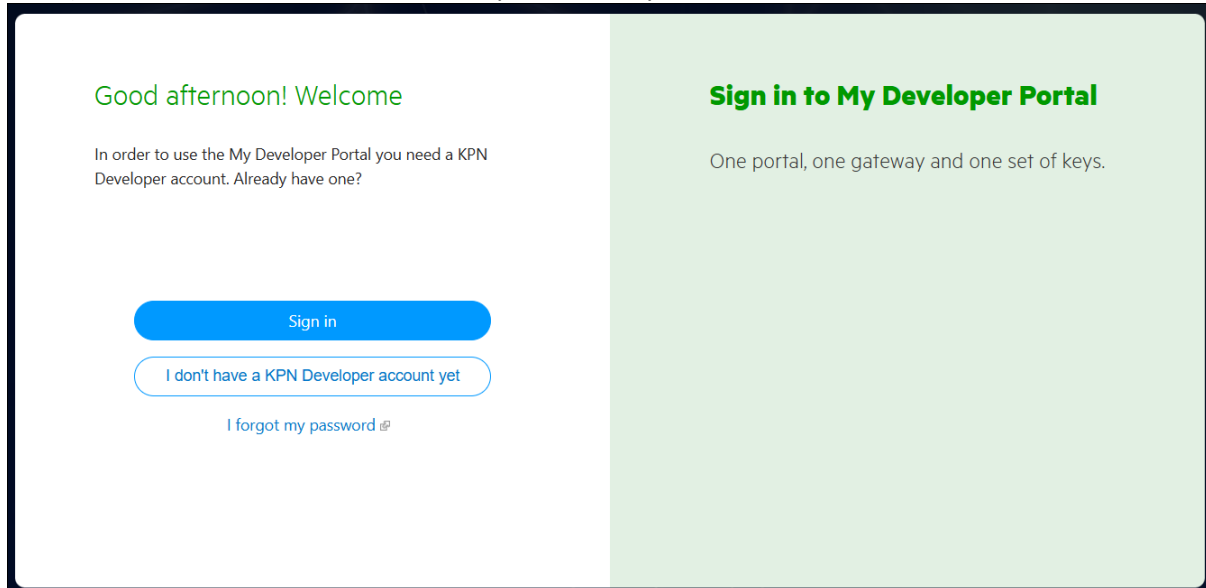 Good afternoon! Welcome
In order to use the My Developer Portal you need a KPN
Developer account. Already have one?
Sign in
I don't have a KPN Developer account yet
I forgot my password
Sign in to My Developer Portal
One portal, one gateway and one set of keys.